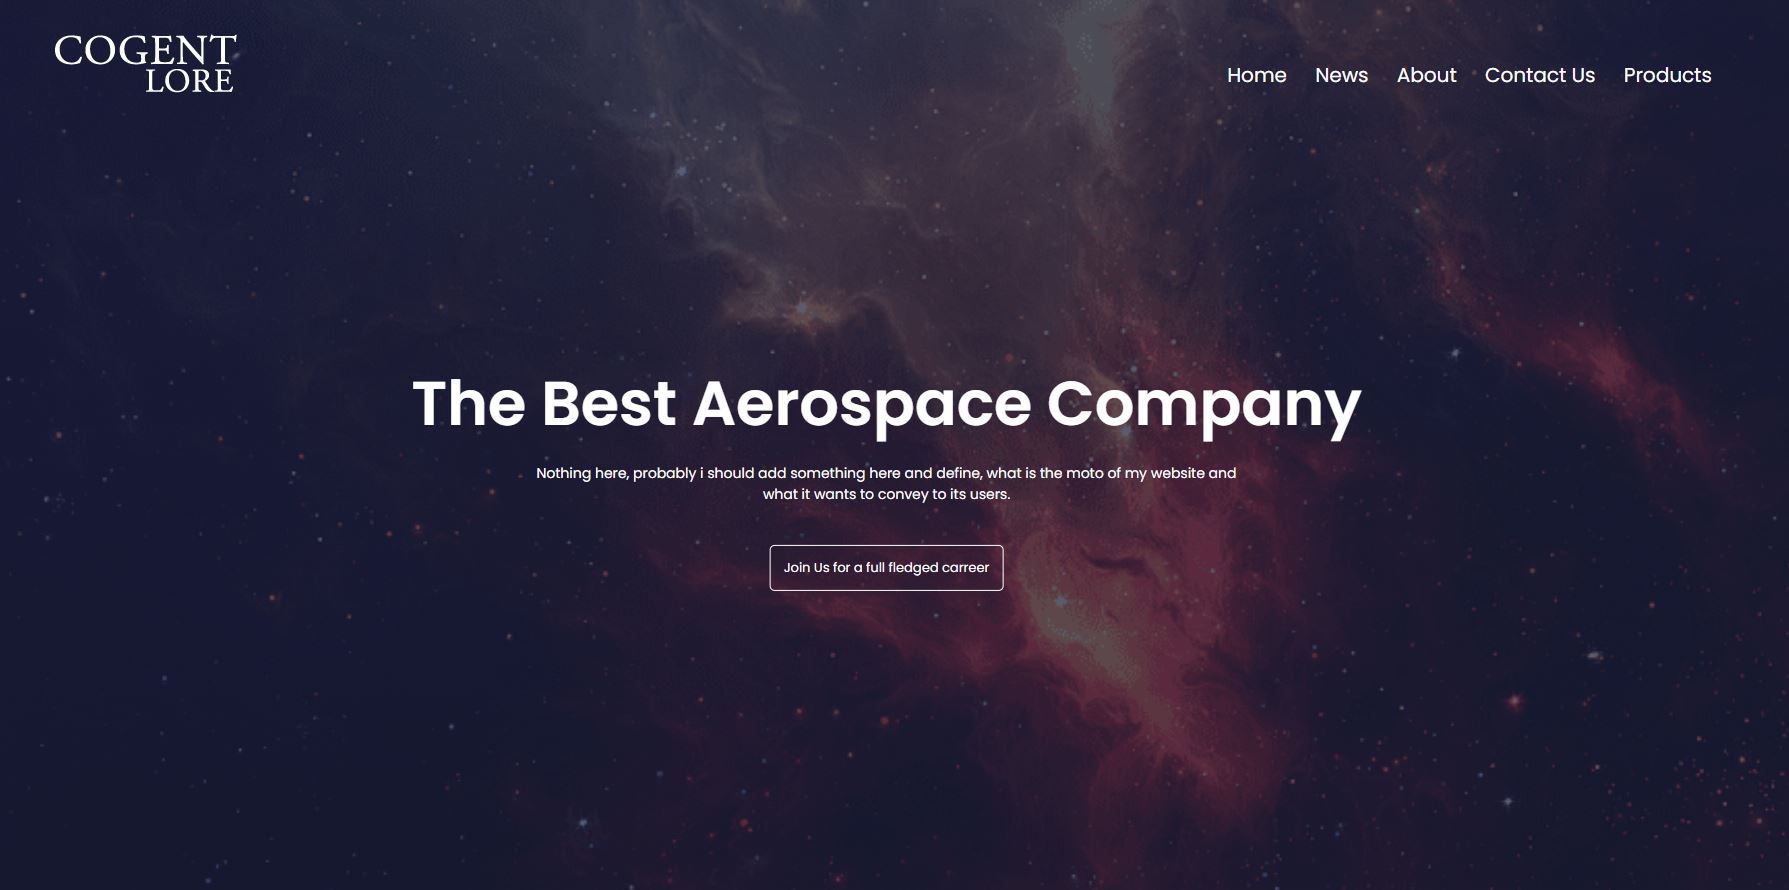 COGENT
LORE
Home News About Contact Us Products
The Best Aerospace Company
Nothing here, probably i should add something here and define, what is the moto of my website and
what it wants to convey to its users.
Join Us for a full fledged carreer